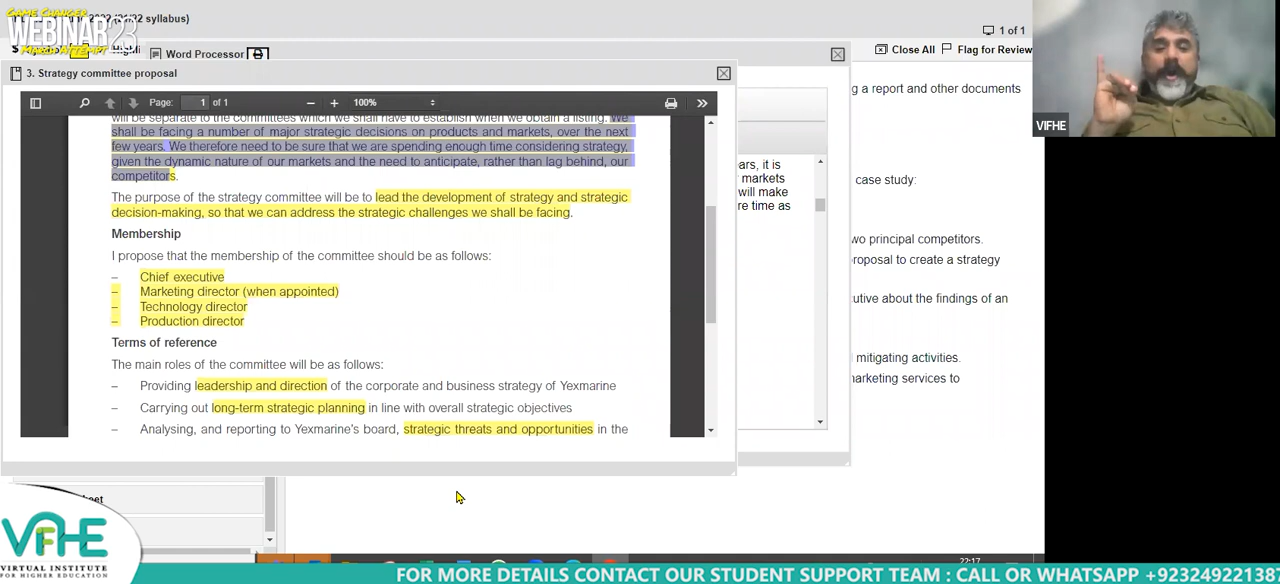 GAME CHANGER
WEBINAR'23
MARCH ATTEMPT
2022 (21/22 syllabus)
1 of 1
Word Processor
Close All
Flag for Review
3. Strategy committee proposal
Page: 1 of 1
100%
will be separate to the committees which we shall have to establish when we obtain a listing. We
shall be facing a number of major strategic decisions on products and markets, over the next
few years. We therefore need to be sure that we are spending enough time considering strategy,
given the dynamic nature of our markets and the need to anticipate, rather than lag behind, our
competitors.
The purpose of the strategy committee will be to lead the development of strategy and strategic
decision-making, so that we can address the strategic challenges we shall be facing.
Membership
I propose that the membership of the committee should be as follows:
– Chief executive
– Marketing director (when appointed)
– Technology director
– Production director
Terms of reference
The main roles of the committee will be as follows:
– Providing leadership and direction of the corporate and business strategy of Yexmarine
– Carrying out long-term strategic planning in line with overall strategic objectives
– Analysing, and reporting to Yexmarine's board, strategic threats and opportunities in the
ears, it is
markets
will make
re time as
g a report and other documents
case study:
wo principal competitors.
roposal to create a strategy
utive about the findings of an
mitigating activities.
arketing services to
VIFHE
22:17
VIFHE
VIRTUAL INSTITUTE
FOR HIGHER EDUCATION
FOR MORE DETAILS CONTACT OUR STUDENT SUPPORT TEAM : CALL OR WHATSAPP +92324922138